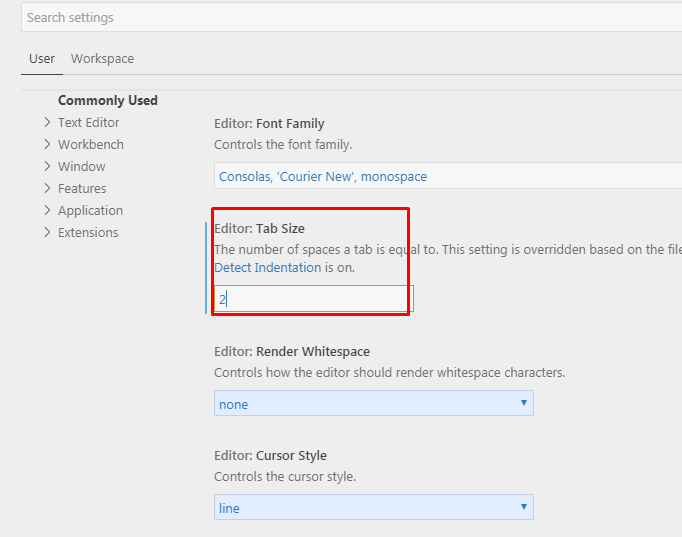 Search settings
User Workspace
Commonly Used
Text Editor
Workbench
Window
Features
Application
Extensions
Editor: Font Family
Controls the font family.
Consolas, 'Courier New', monospace
Editor: Tab Size
The number of spaces a tab is equal to. This setting is overridden based on the file
Detect Indentation is on.
2
Editor: Render Whitespace
Controls how the editor should render whitespace characters.
none
Editor: Cursor Style
Controls the cursor style.
line